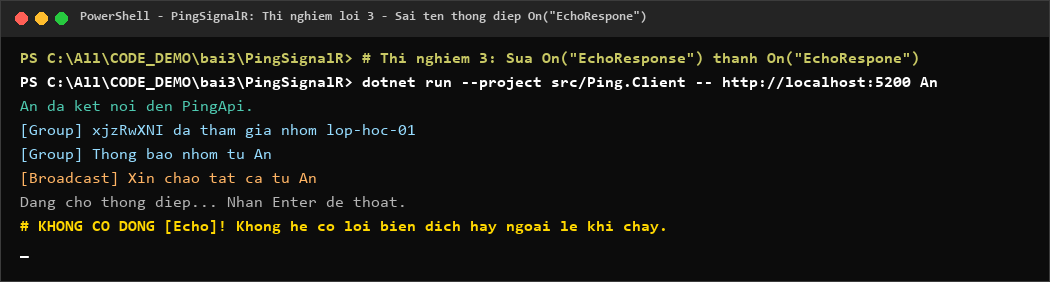 PowerShell - PingSignalR: Thi nghiem loi 3 - Sai ten thong diep On("EchoRespone")
PS C:\All\CODE_DEMO\bai3\PingSignalR> # Thi nghiem 3: Sua On("EchoResponse") thanh On("EchoRespone")
PS C:\All\CODE_DEMO\bai3\PingSignalR> dotnet run --project src/Ping.Client -- http://localhost:5200 An
An da ket noi den PingApi.
[Group] xjzRwXNI da tham gia nhom lop-hoc-01
[Group] Thong bao nhom tu An
[Broadcast] Xin chao tat ca tu An
Dang cho thong diep... Nhan Enter de thoat.
# KHONG CO DONG [Echo]! Khong he co loi bien dich hay ngoai le khi chay.